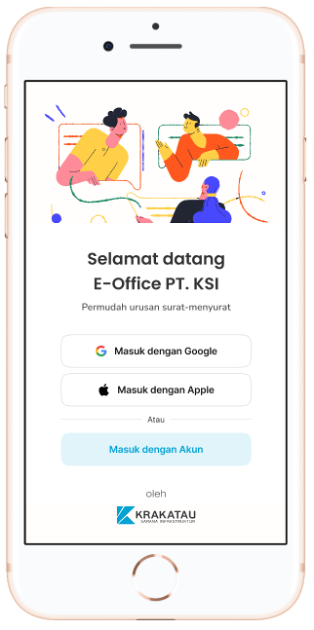 Selamat datang
E-Office PT. KSI
Permudah urusan surat-menyurat
Masuk dengan Google
Masuk dengan Apple
Atau
Masuk dengan Akun
oleh
KRAKATAU
SARANA INFRASTRUKTUR